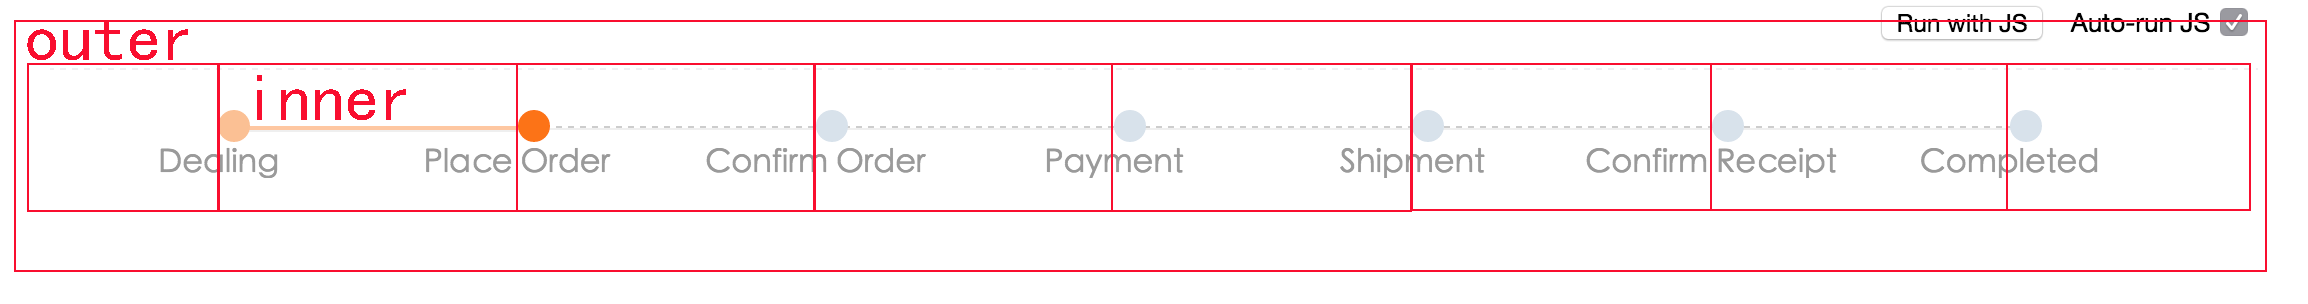 Run with JS Auto-run JS
outer
inner
Dealing Place Order Confirm Order Payment Shipment Confirm Receipt Completed